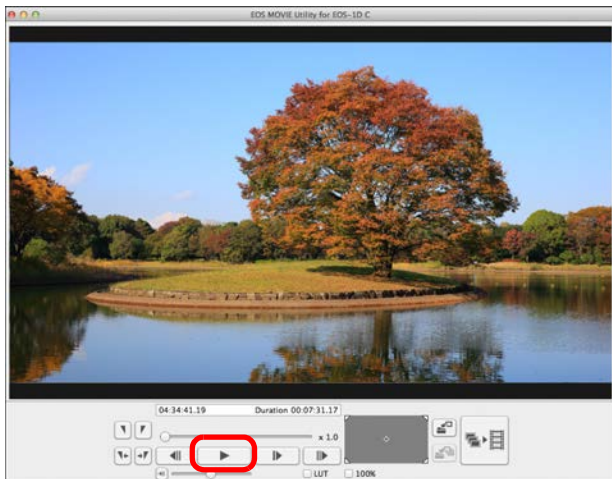 EOS MOVIE Utility for EOS-1D C
04:34:41.19 Duration 00:07:31.17
x 1.0
LUT 100%